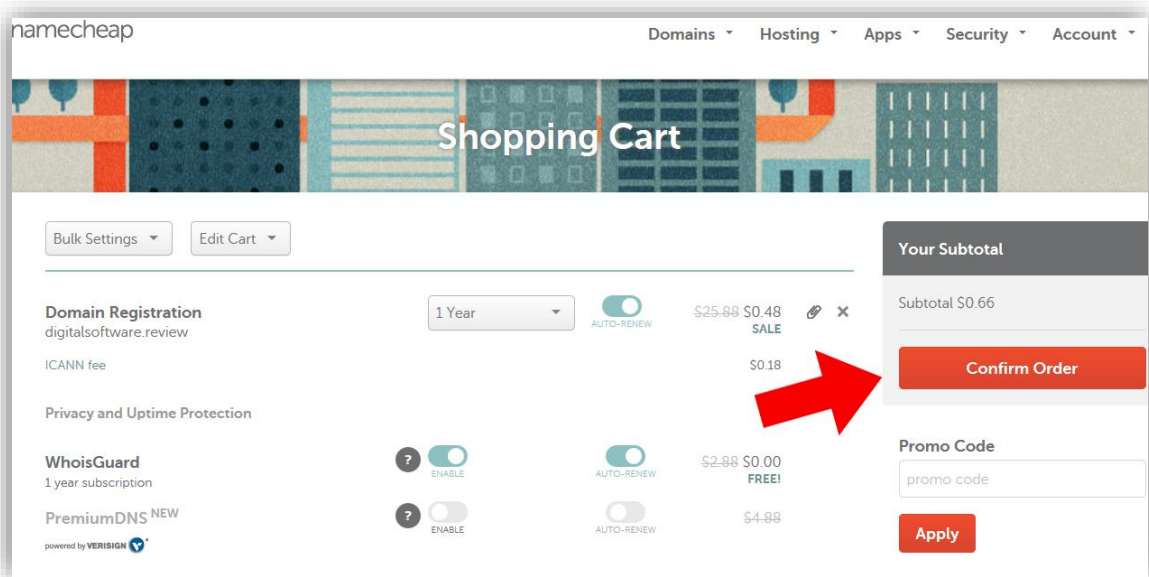 namecheap
Domains Hosting Apps Security Account
Shopping Cart
Bulk Settings Edit Cart
Domain Registration
digitalsoftware.review
1 Year
AUTO-RENEW
$25.88 $0.48
SALE
ICANN fee
$0.18
Privacy and Uptime Protection
WhoisGuard
1 year subscription
?
ENABLE
AUTO-RENEW
$2.88 $0.00
FREE!
PremiumDNS NEW
powered by VERISIGN
?
ENABLE
AUTO-RENEW
$4.88
Your Subtotal
Subtotal $0.66
Confirm Order
Promo Code
promo code
Apply